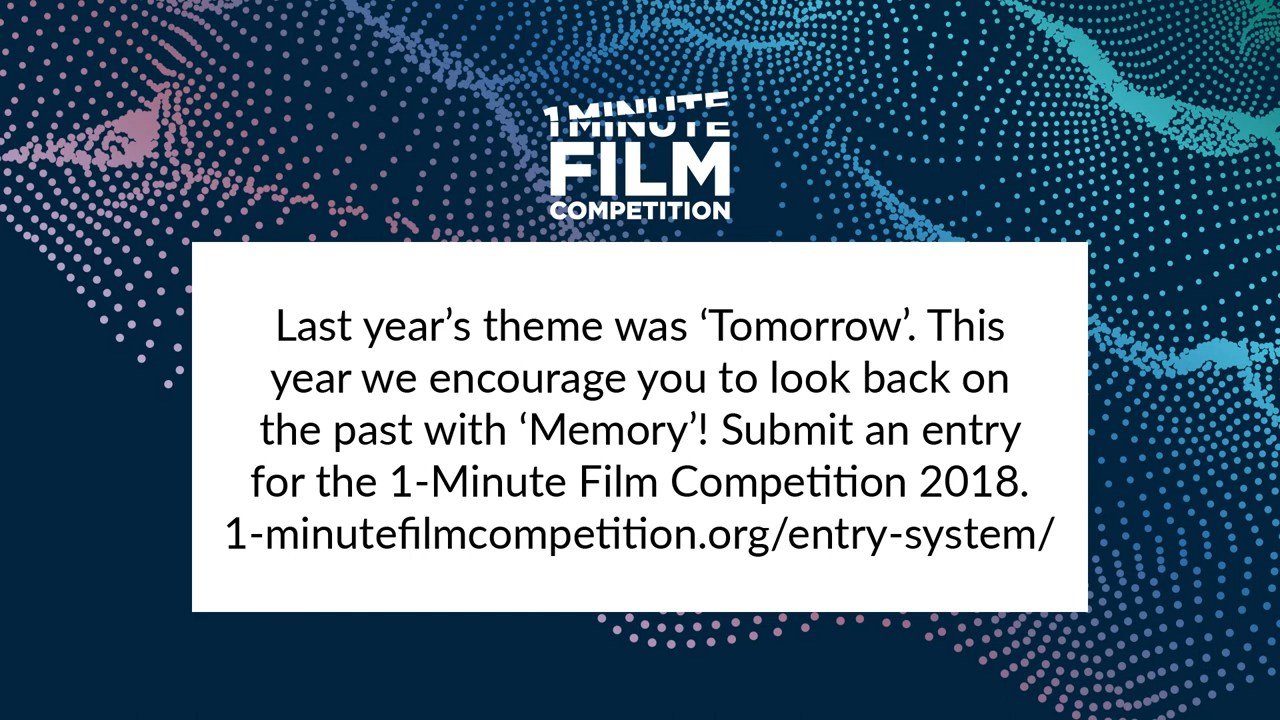 1 MINUTE
FILM
COMPETITION
Last year’s theme was ‘Tomorrow’. This
year we encourage you to look back on
the past with ‘Memory’! Submit an entry
for the 1-Minute Film Competition 2018.
1-minutefilmcompetition.org/entry-system/